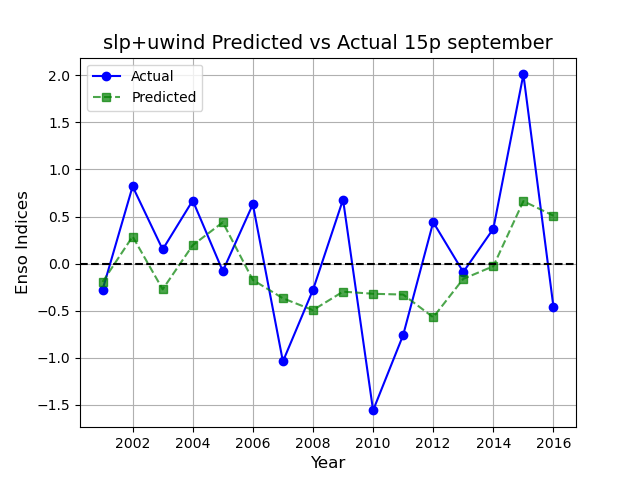 slp+uwind Predicted vs Actual 15p september
Actual
Predicted
2.0
1.5
1.0
0.5
0.0
−0.5
−1.0
−1.5
Enso Indices
2002 2004 2006 2008 2010 2012 2014 2016
Year